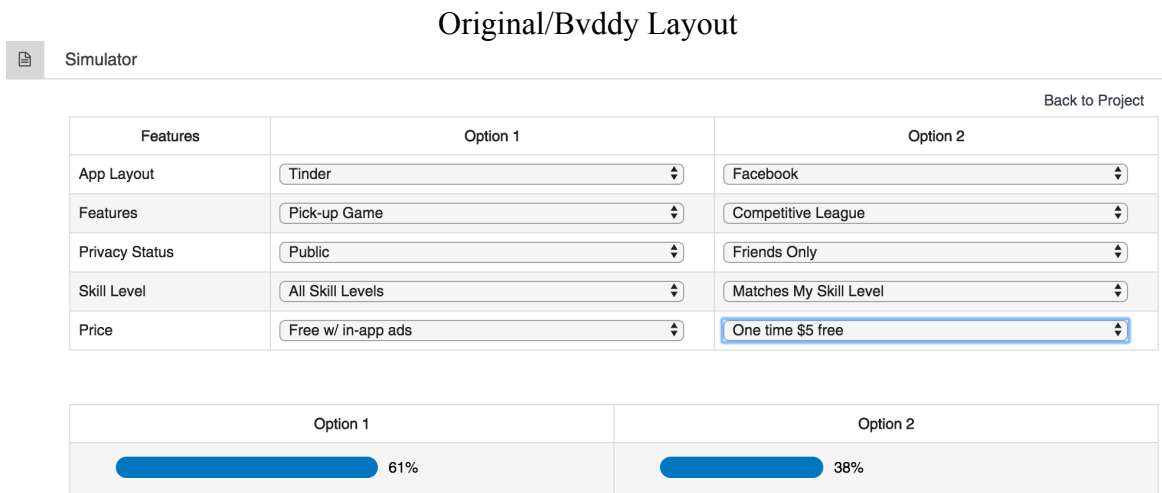 Original/Bvddy Layout
Simulator
Back to Project
Features Option 1 Option 2
App Layout Tinder Facebook
Features Pick-up Game Competitive League
Privacy Status Public Friends Only
Skill Level All Skill Levels Matches My Skill Level
Price Free w/ in-app ads One time $5 free
Option 1 Option 2
61% 38%